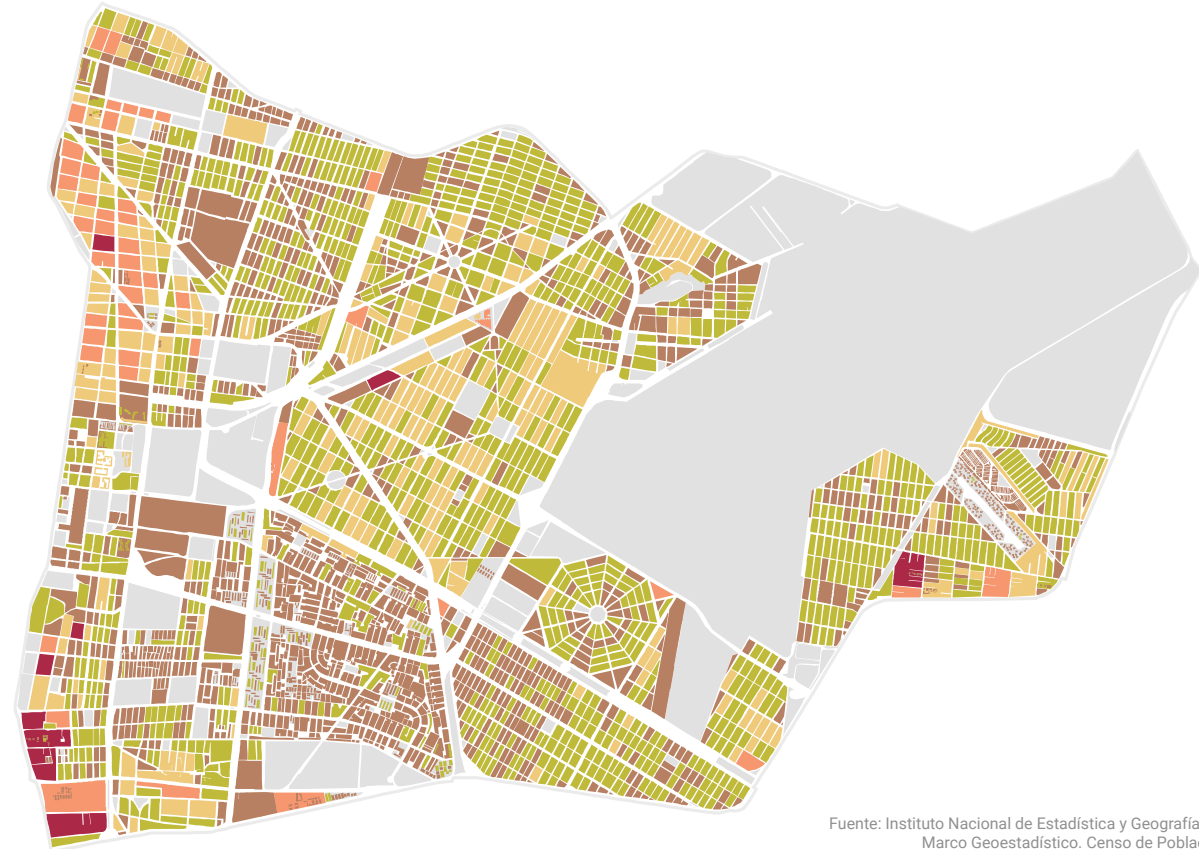 Fuente: Instituto Nacional de Estadística y Geografía
Marco Geoestadístico. Censo de Pobla